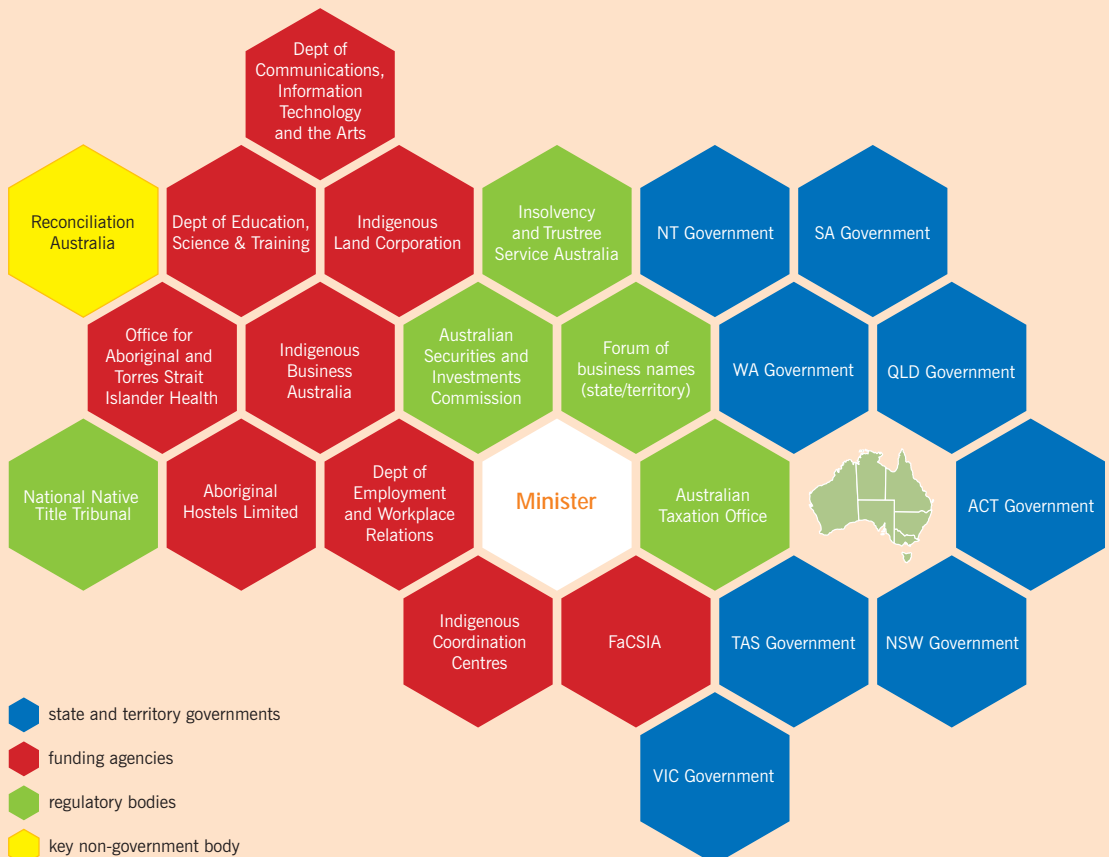 Dept of
Communications,
Information
Technology
and the Arts
Reconciliation
Australia
Dept of Education,
Science & Training
Indigenous
Land Corporation
Insolvency
and Trustree
Service Australia
NT Government
SA Government
Office for
Aboriginal and
Torres Strait
Islander Health
Indigenous
Business
Australia
Australian
Securities and
Investments
Commission
Forum of
business names
(state/territory)
WA Government
QLD Government
National Native
Title Tribunal
Aboriginal
Hostels Limited
Dept of
Employment
and Workplace
Relations
Minister
Australian
Taxation Office
ACT Government
Indigenous
Coordination
Centres
FaCSIA
TAS Government
NSW Government
VIC Government
state and territory governments
funding agencies
regulatory bodies
key non-government body